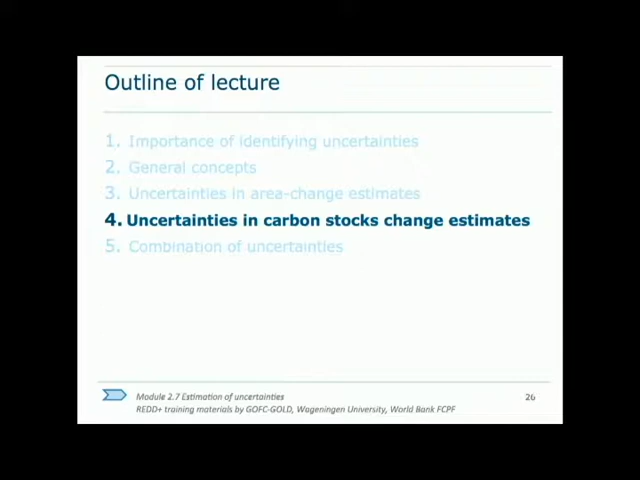 Outline of lecture
1. Importance of identifying uncertainties
2. General concepts
3. Uncertainties in area-change estimates
4. Uncertainties in carbon stocks change estimates
5. Combination of uncertainties
Module 2.7 Estimation of uncertainties
26
REDD+ training materials by GOFC-GOLD, Wageningen University, World Bank FCPF